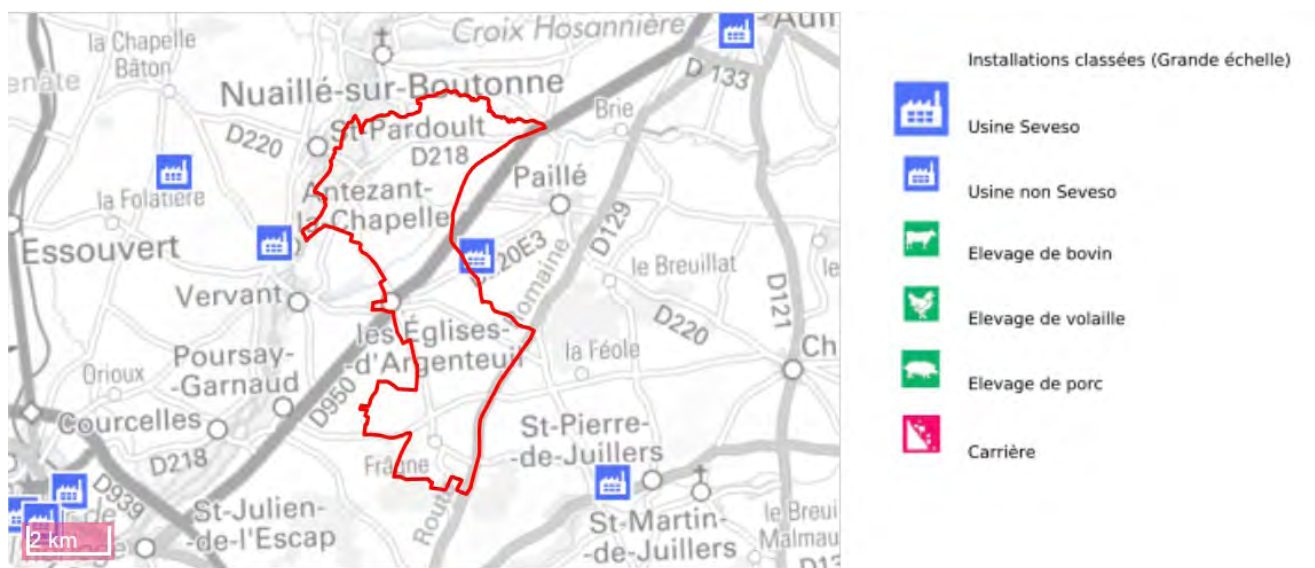 la Chapelle
Bâton
Croix Hosannière
D 133
Nuaillé-sur-Boutonne
Brie
St-Pardoult
D220
D218
Paillé
Antezant-
la Chapelle
la Folatière
D129
Essouvert
le Breuillat
Vervant
Romaine
D121
D220
les Églises-
-d'Argenteuil
la Féole
Ch
Poursay-
-Garnaud
Orioux
D950
Courcelles
St-Pierre-
-de-Juillers
D218
Frâgne
D939
St-Julien-
-de-l'Escap
Route
St-Martin-
-de-Juillers
le Breui
Malmau
2 km
Installations classées (Grande échelle)
Usine Seveso
Usine non Seveso
Elevage de bovin
Elevage de volaille
Elevage de porc
Carrière